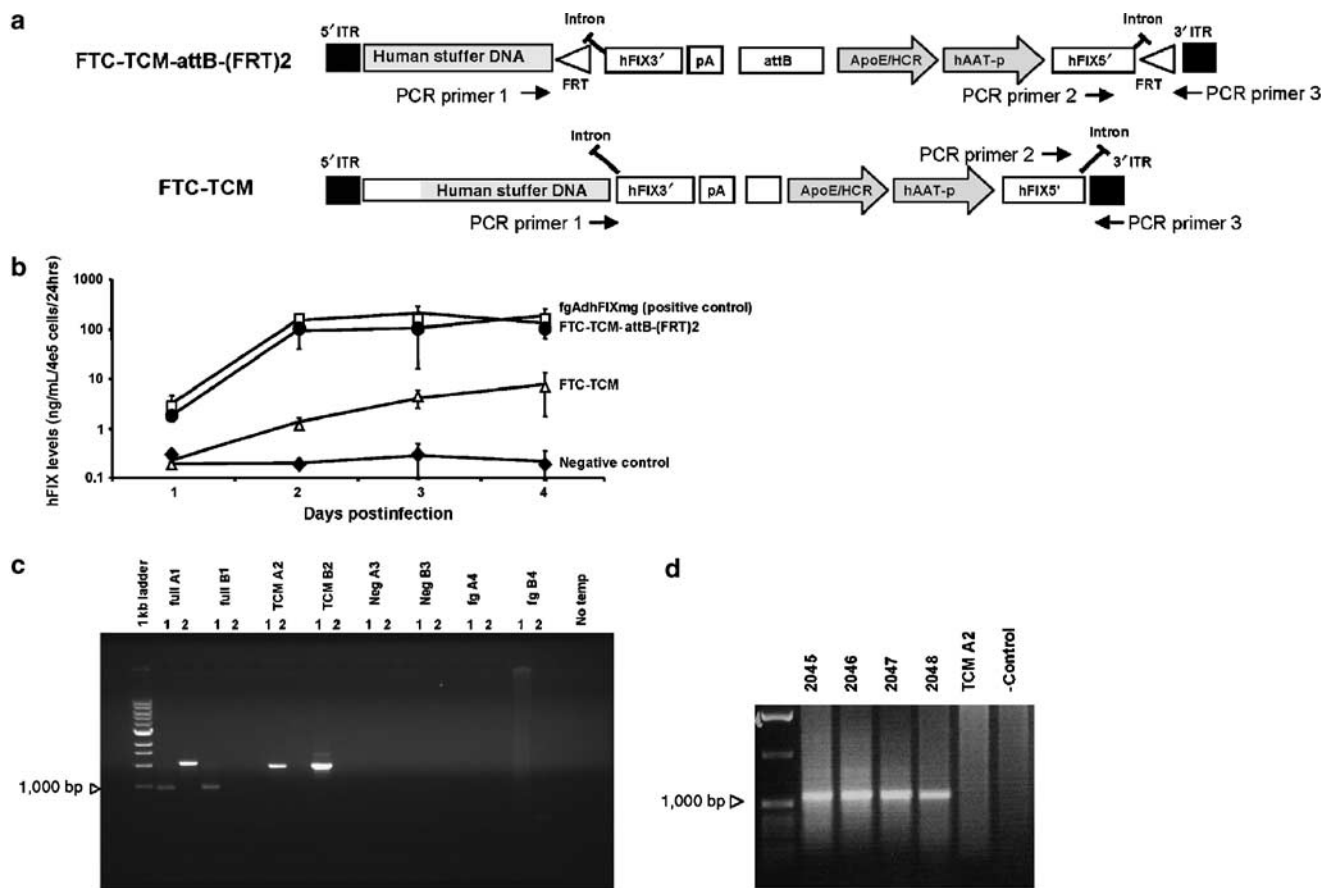 a
Intron
5′ ITR
3′ ITR
FTC-TCM-attB-(FRT)2
Human stuffer DNA
hFIX3′
pA
attB
ApoE/HCR
hAAT-p
hFIX5′
FRT
FRT
PCR primer 1
PCR primer 2
PCR primer 3
Intron
Intron
5′ ITR
PCR primer 2
Intron
3′ ITR
FTC-TCM
Human stuffer DNA
hFIX3′
pA
ApoE/HCR
hAAT-p
hFIX5'
PCR primer 1
PCR primer 3
b
hFIX levels (ng/mL/4e5 cells/24hrs)
1000
100
10
1
0.1
fgAdhFIXmg (positive control)
FTC-TCM-attB-(FRT)2
FTC-TCM
Negative control
1 2 3 4
Days postinfection
c
1 kb ladder
full A1
full B1
TCM A2
TCM B2
Neg A3
Neg B3
fg A4
fg B4
No temp
1 2 1 2 1 2 1 2 1 2 1 2 1 2 1 2
1,000 bp
d
2045
2046
2047
2048
TCM A2
-Control
1,000 bp